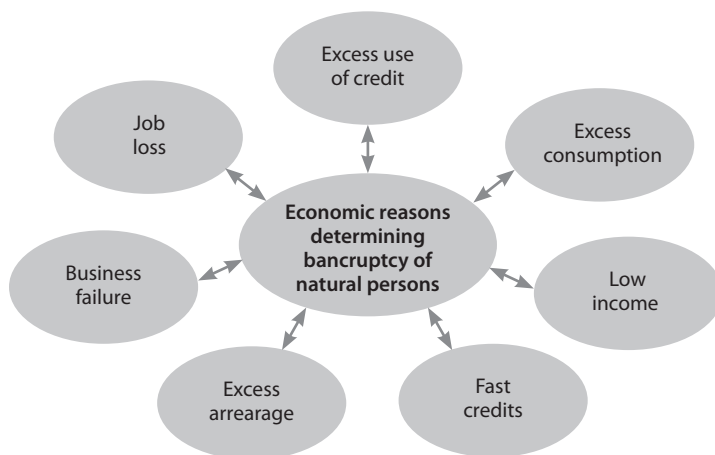 Excess use
of credit
Job
loss
Excess
consumption
Economic reasons
determining
bancruptcy of
natural persons
Business
failure
Low
income
Excess
arrearage
Fast
credits